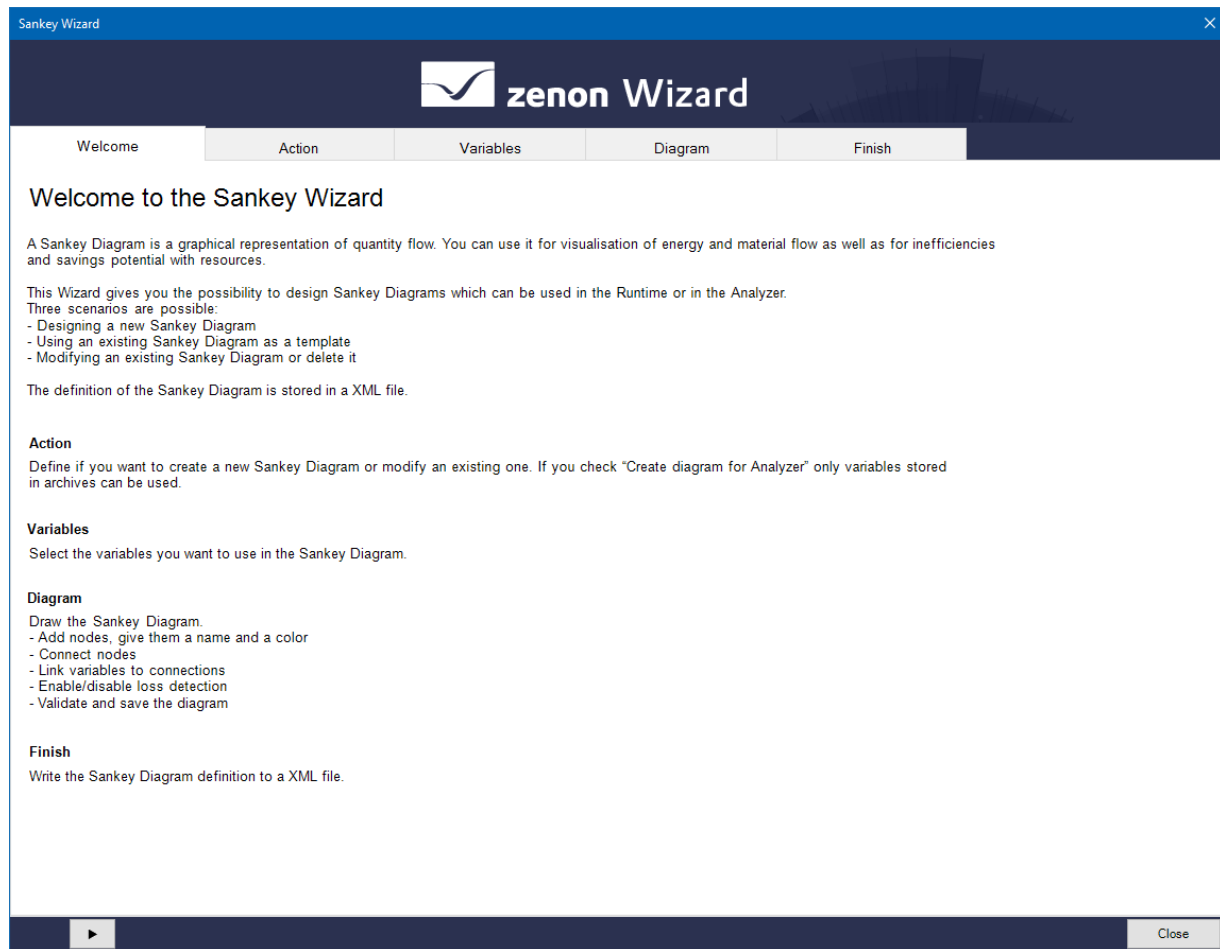 Sankey Wizard
zenon Wizard
Welcome
Action
Variables
Diagram
Finish
Welcome to the Sankey Wizard
A Sankey Diagram is a graphical representation of quantity flow. You can use it for visualisation of energy and material flow as well as for inefficiencies
and savings potential with resources.
This Wizard gives you the possibility to design Sankey Diagrams which can be used in the Runtime or in the Analyzer.
Three scenarios are possible:
- Designing a new Sankey Diagram
- Using an existing Sankey Diagram as a template
- Modifying an existing Sankey Diagram or delete it
The definition of the Sankey Diagram is stored in a XML file.
Action
Define if you want to create a new Sankey Diagram or modify an existing one. If you check “Create diagram for Analyzer” only variables stored
in archives can be used.
Variables
Select the variables you want to use in the Sankey Diagram.
Diagram
Draw the Sankey Diagram.
- Add nodes, give them a name and a color
- Connect nodes
- Link variables to connections
- Enable/disable loss detection
- Validate and save the diagram
Finish
Write the Sankey Diagram definition to a XML file.
Close